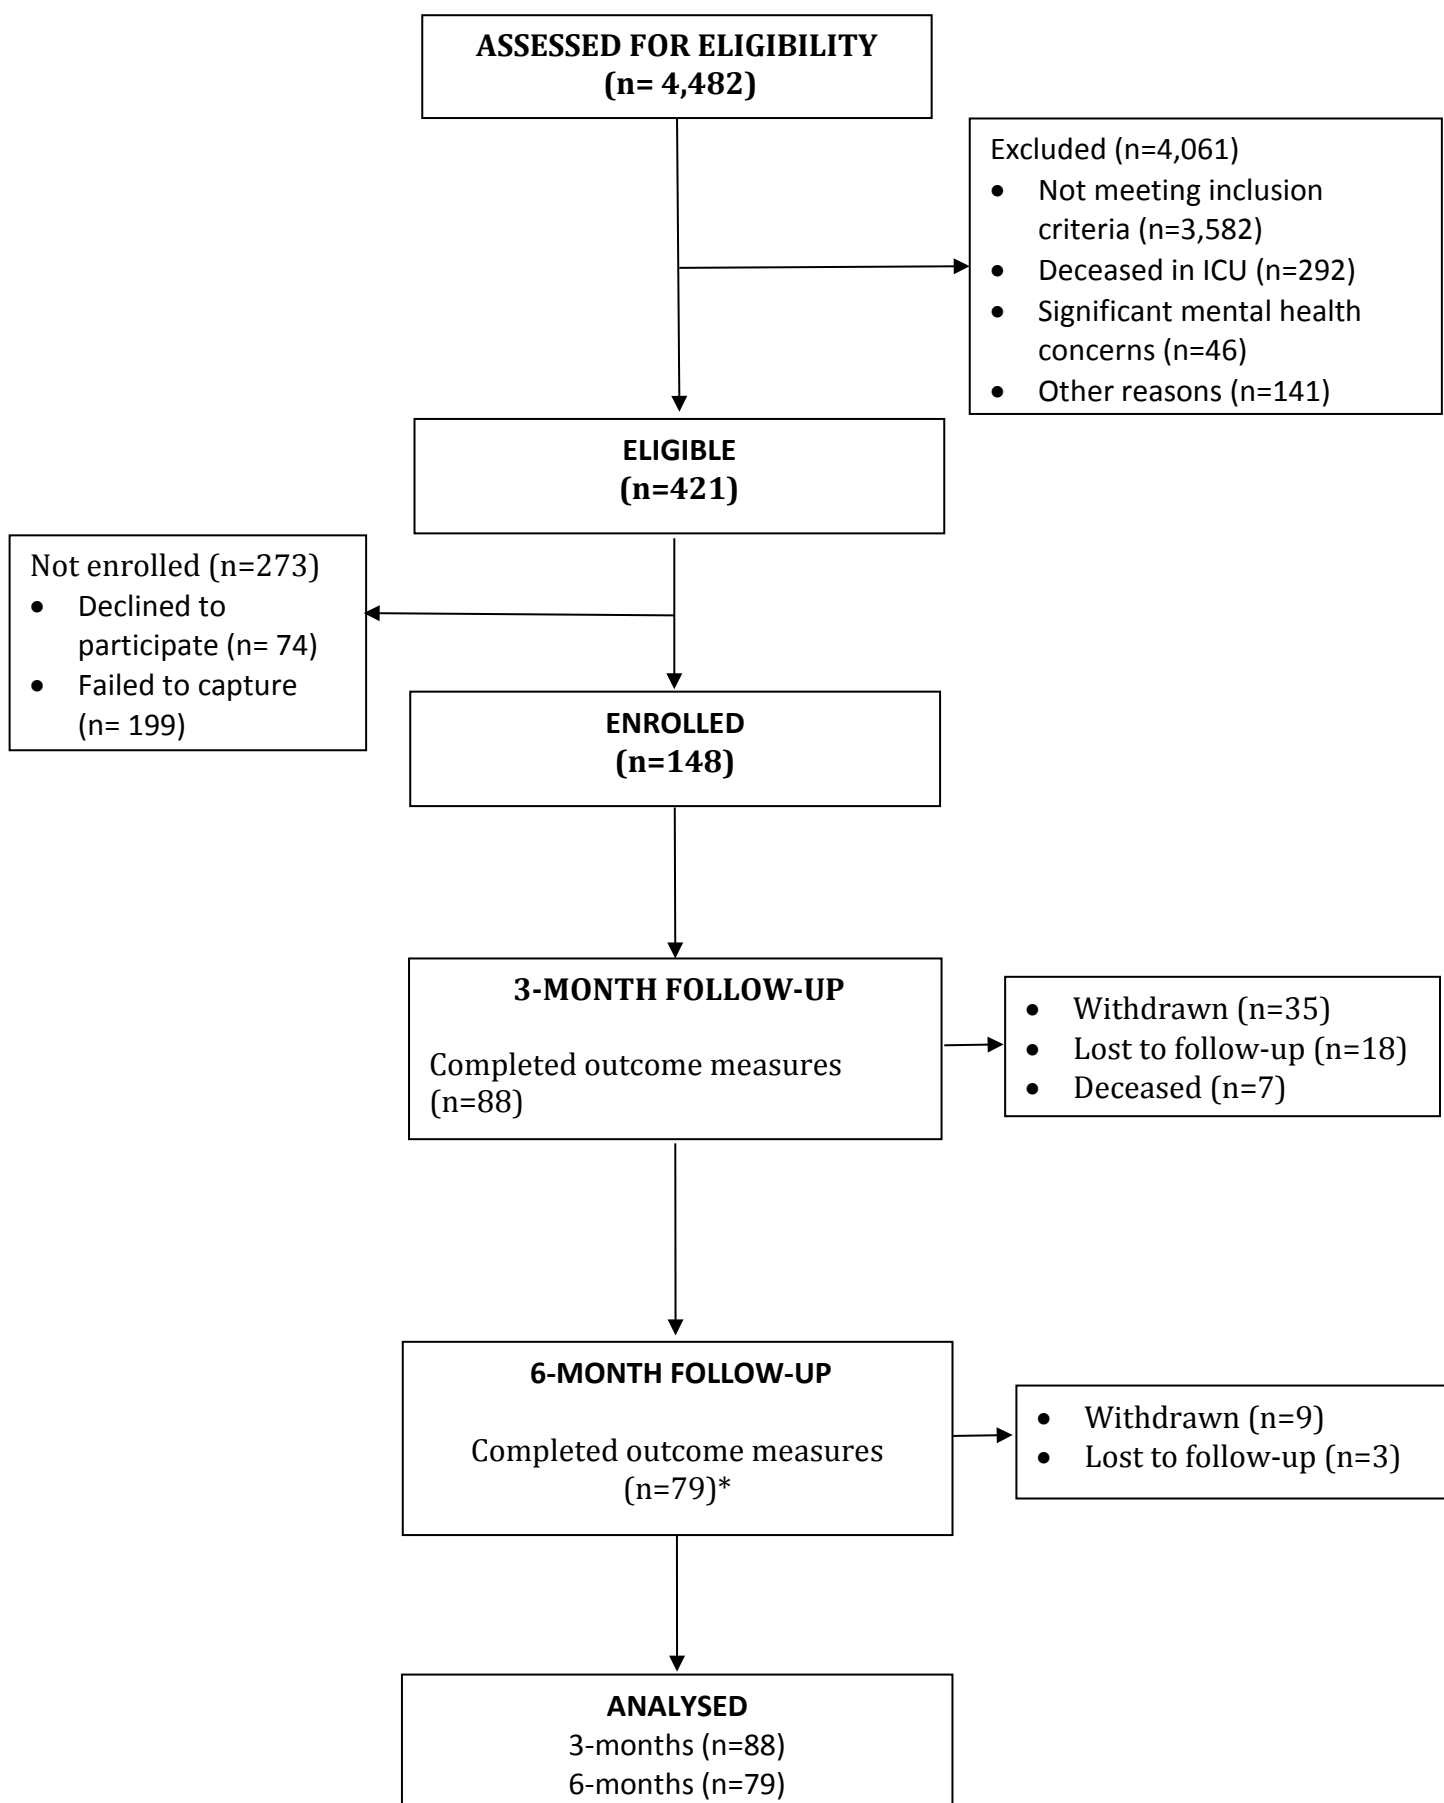 ASSESSED FOR ELIGIBILITY
(n= 4,482)
Excluded (n=4,061)
• Not meeting inclusion
criteria (n=3,582)
• Deceased in ICU (n=292)
• Significant mental health
concerns (n=46)
• Other reasons (n=141)
ELIGIBLE
(n=421)
Not enrolled (n=273)
• Declined to
participate (n= 74)
• Failed to capture
(n= 199)
ENROLLED
(n=148)
3-MONTH FOLLOW-UP
Completed outcome measures
(n=88)
• Withdrawn (n=35)
• Lost to follow-up (n=18)
• Deceased (n=7)
6-MONTH FOLLOW-UP
Completed outcome measures
(n=79)*
• Withdrawn (n=9)
• Lost to follow-up (n=3)
ANALYSED
3-months (n=88)
6-months (n=79)